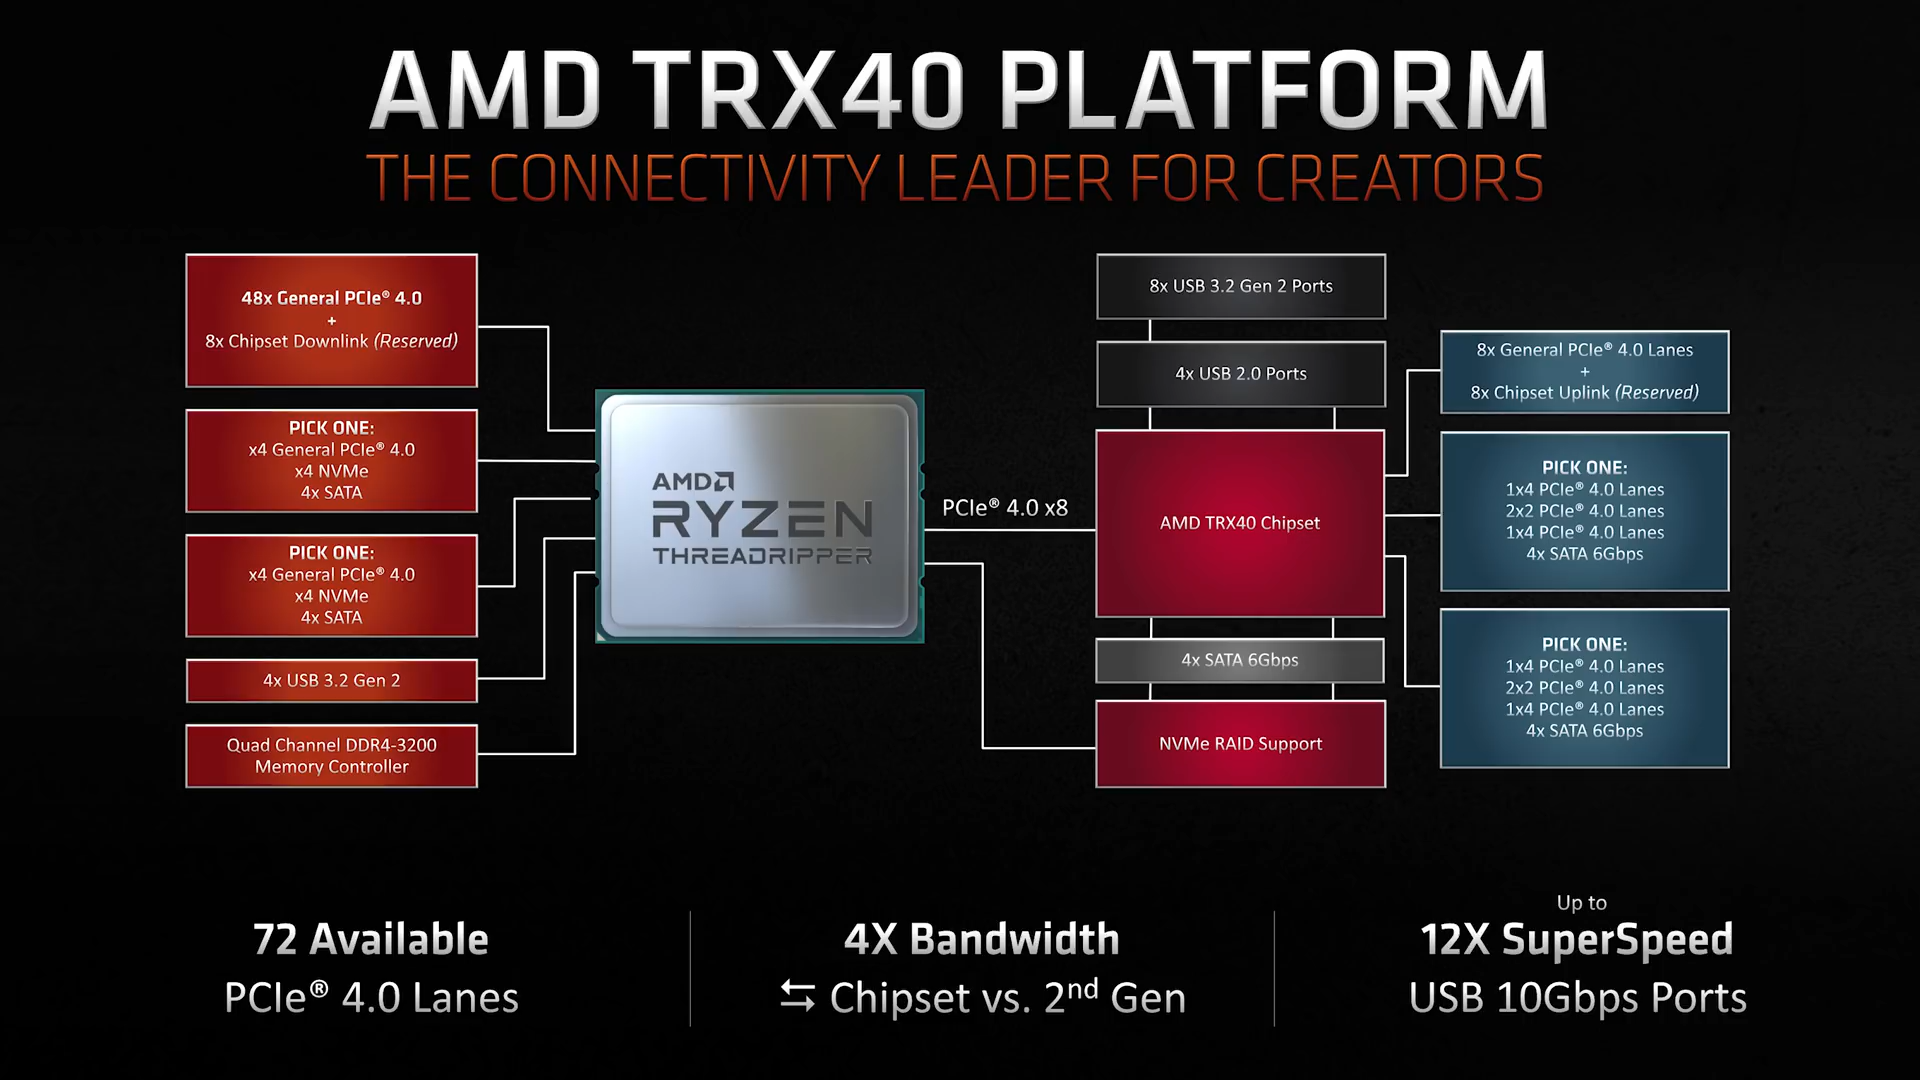 AMD TRX40 PLATFORM
THE CONNECTIVITY LEADER FOR CREATORS
48x General PCIe® 4.0
+
8x Chipset Downlink (Reserved)
PICK ONE:
x4 General PCIe® 4.0
x4 NVMe
4x SATA
PICK ONE:
x4 General PCIe® 4.0
x4 NVMe
4x SATA
4x USB 3.2 Gen 2
Quad Channel DDR4-3200
Memory Controller
AMD
RYZEN
THREADRIPPER
PCIe® 4.0 x8
8x USB 3.2 Gen 2 Ports
4x USB 2.0 Ports
AMD TRX40 Chipset
4x SATA 6Gbps
NVMe RAID Support
8x General PCIe® 4.0 Lanes
+
8x Chipset Uplink (Reserved)
PICK ONE:
1x4 PCIe® 4.0 Lanes
2x2 PCIe® 4.0 Lanes
1x4 PCIe® 4.0 Lanes
4x SATA 6Gbps
PICK ONE:
1x4 PCIe® 4.0 Lanes
2x2 PCIe® 4.0 Lanes
1x4 PCIe® 4.0 Lanes
4x SATA 6Gbps
72 Available
PCIe® 4.0 Lanes
4X Bandwidth
⇆ Chipset vs. 2nd Gen
Up to
12X SuperSpeed
USB 10Gbps Ports